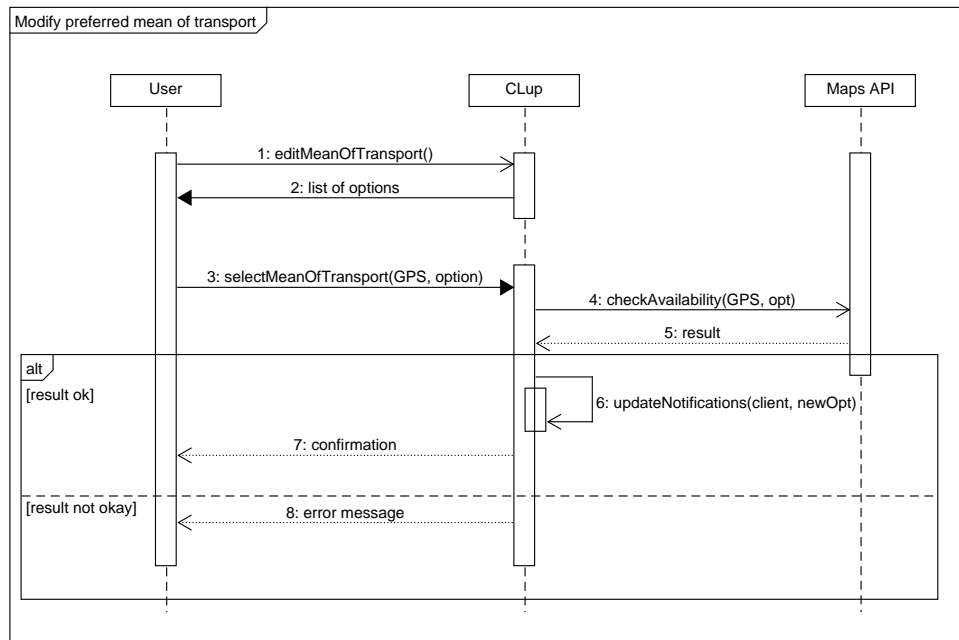 Modify preferred mean of transport
User
CLup
Maps API
1: editMeanOfTransport()
2: list of options
3: selectMeanOfTransport(GPS, option)
4: checkAvailability(GPS, opt)
5: result
alt
[result ok]
6: updateNotifications(client, newOpt)
7: confirmation
[result not okay]
8: error message